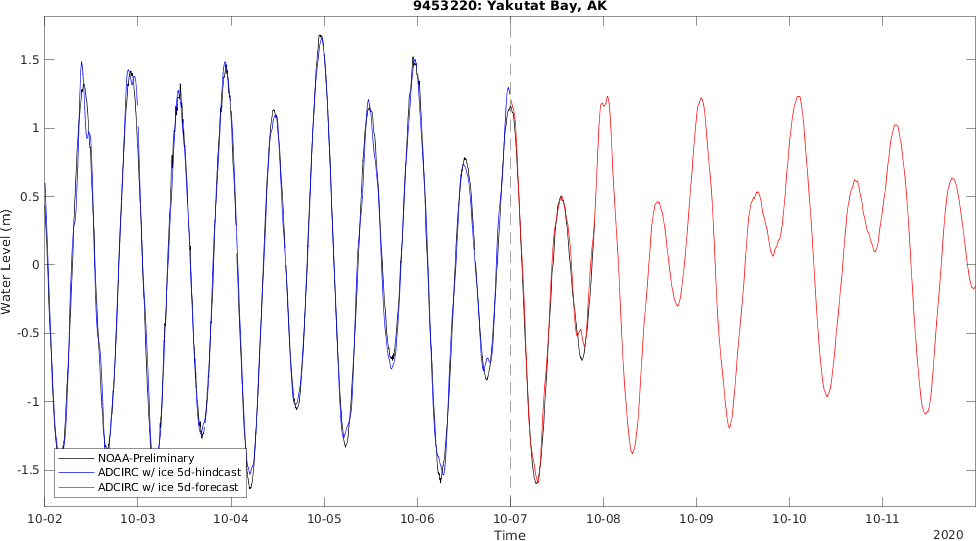 9453220: Yakutat Bay, AK
Water Level (m)
1.5
1
0.5
0
-0.5
-1
-1.5
NOAA-Preliminary
ADCIRC w/ ice 5d-hindcast
ADCIRC w/ ice 5d-forecast
10-02 10-03 10-04 10-05 10-06 10-07 10-08 10-09 10-10 10-11
Time
2020